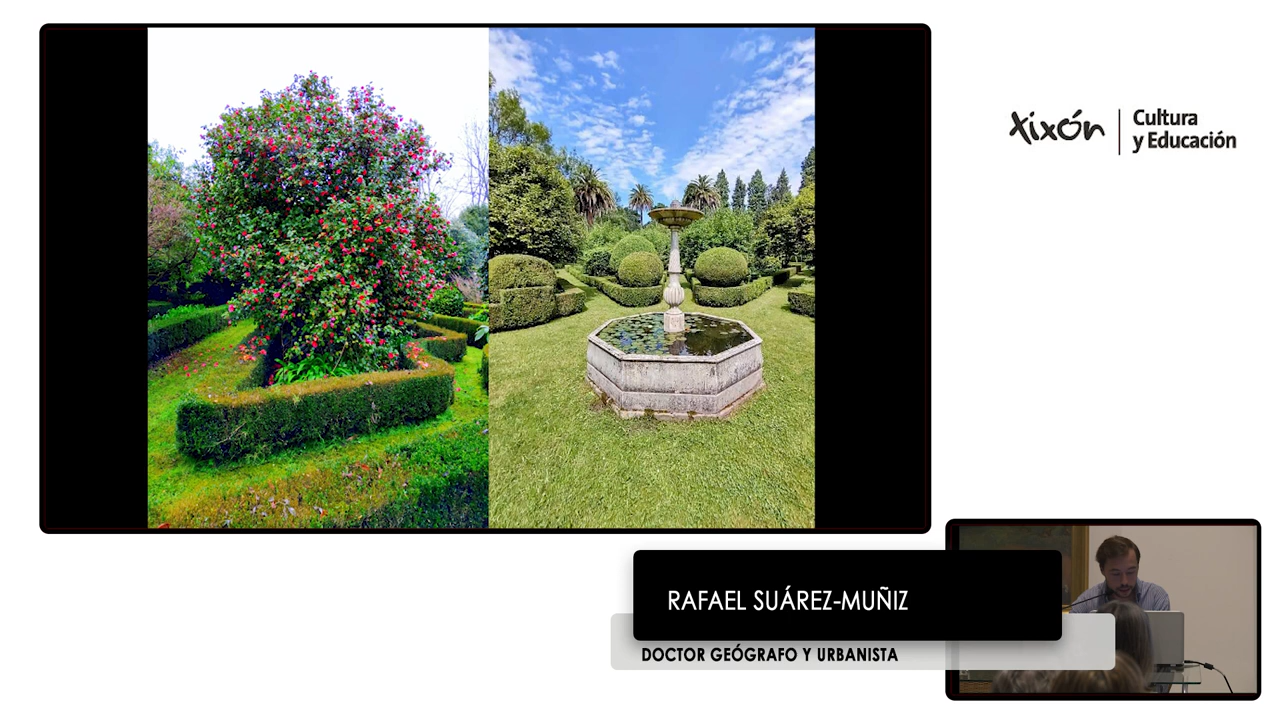 xixón
Cultura
y Educación
RAFAEL SUÁREZ-MUÑIZ
DOCTOR GEÓGRAFO Y URBANISTA